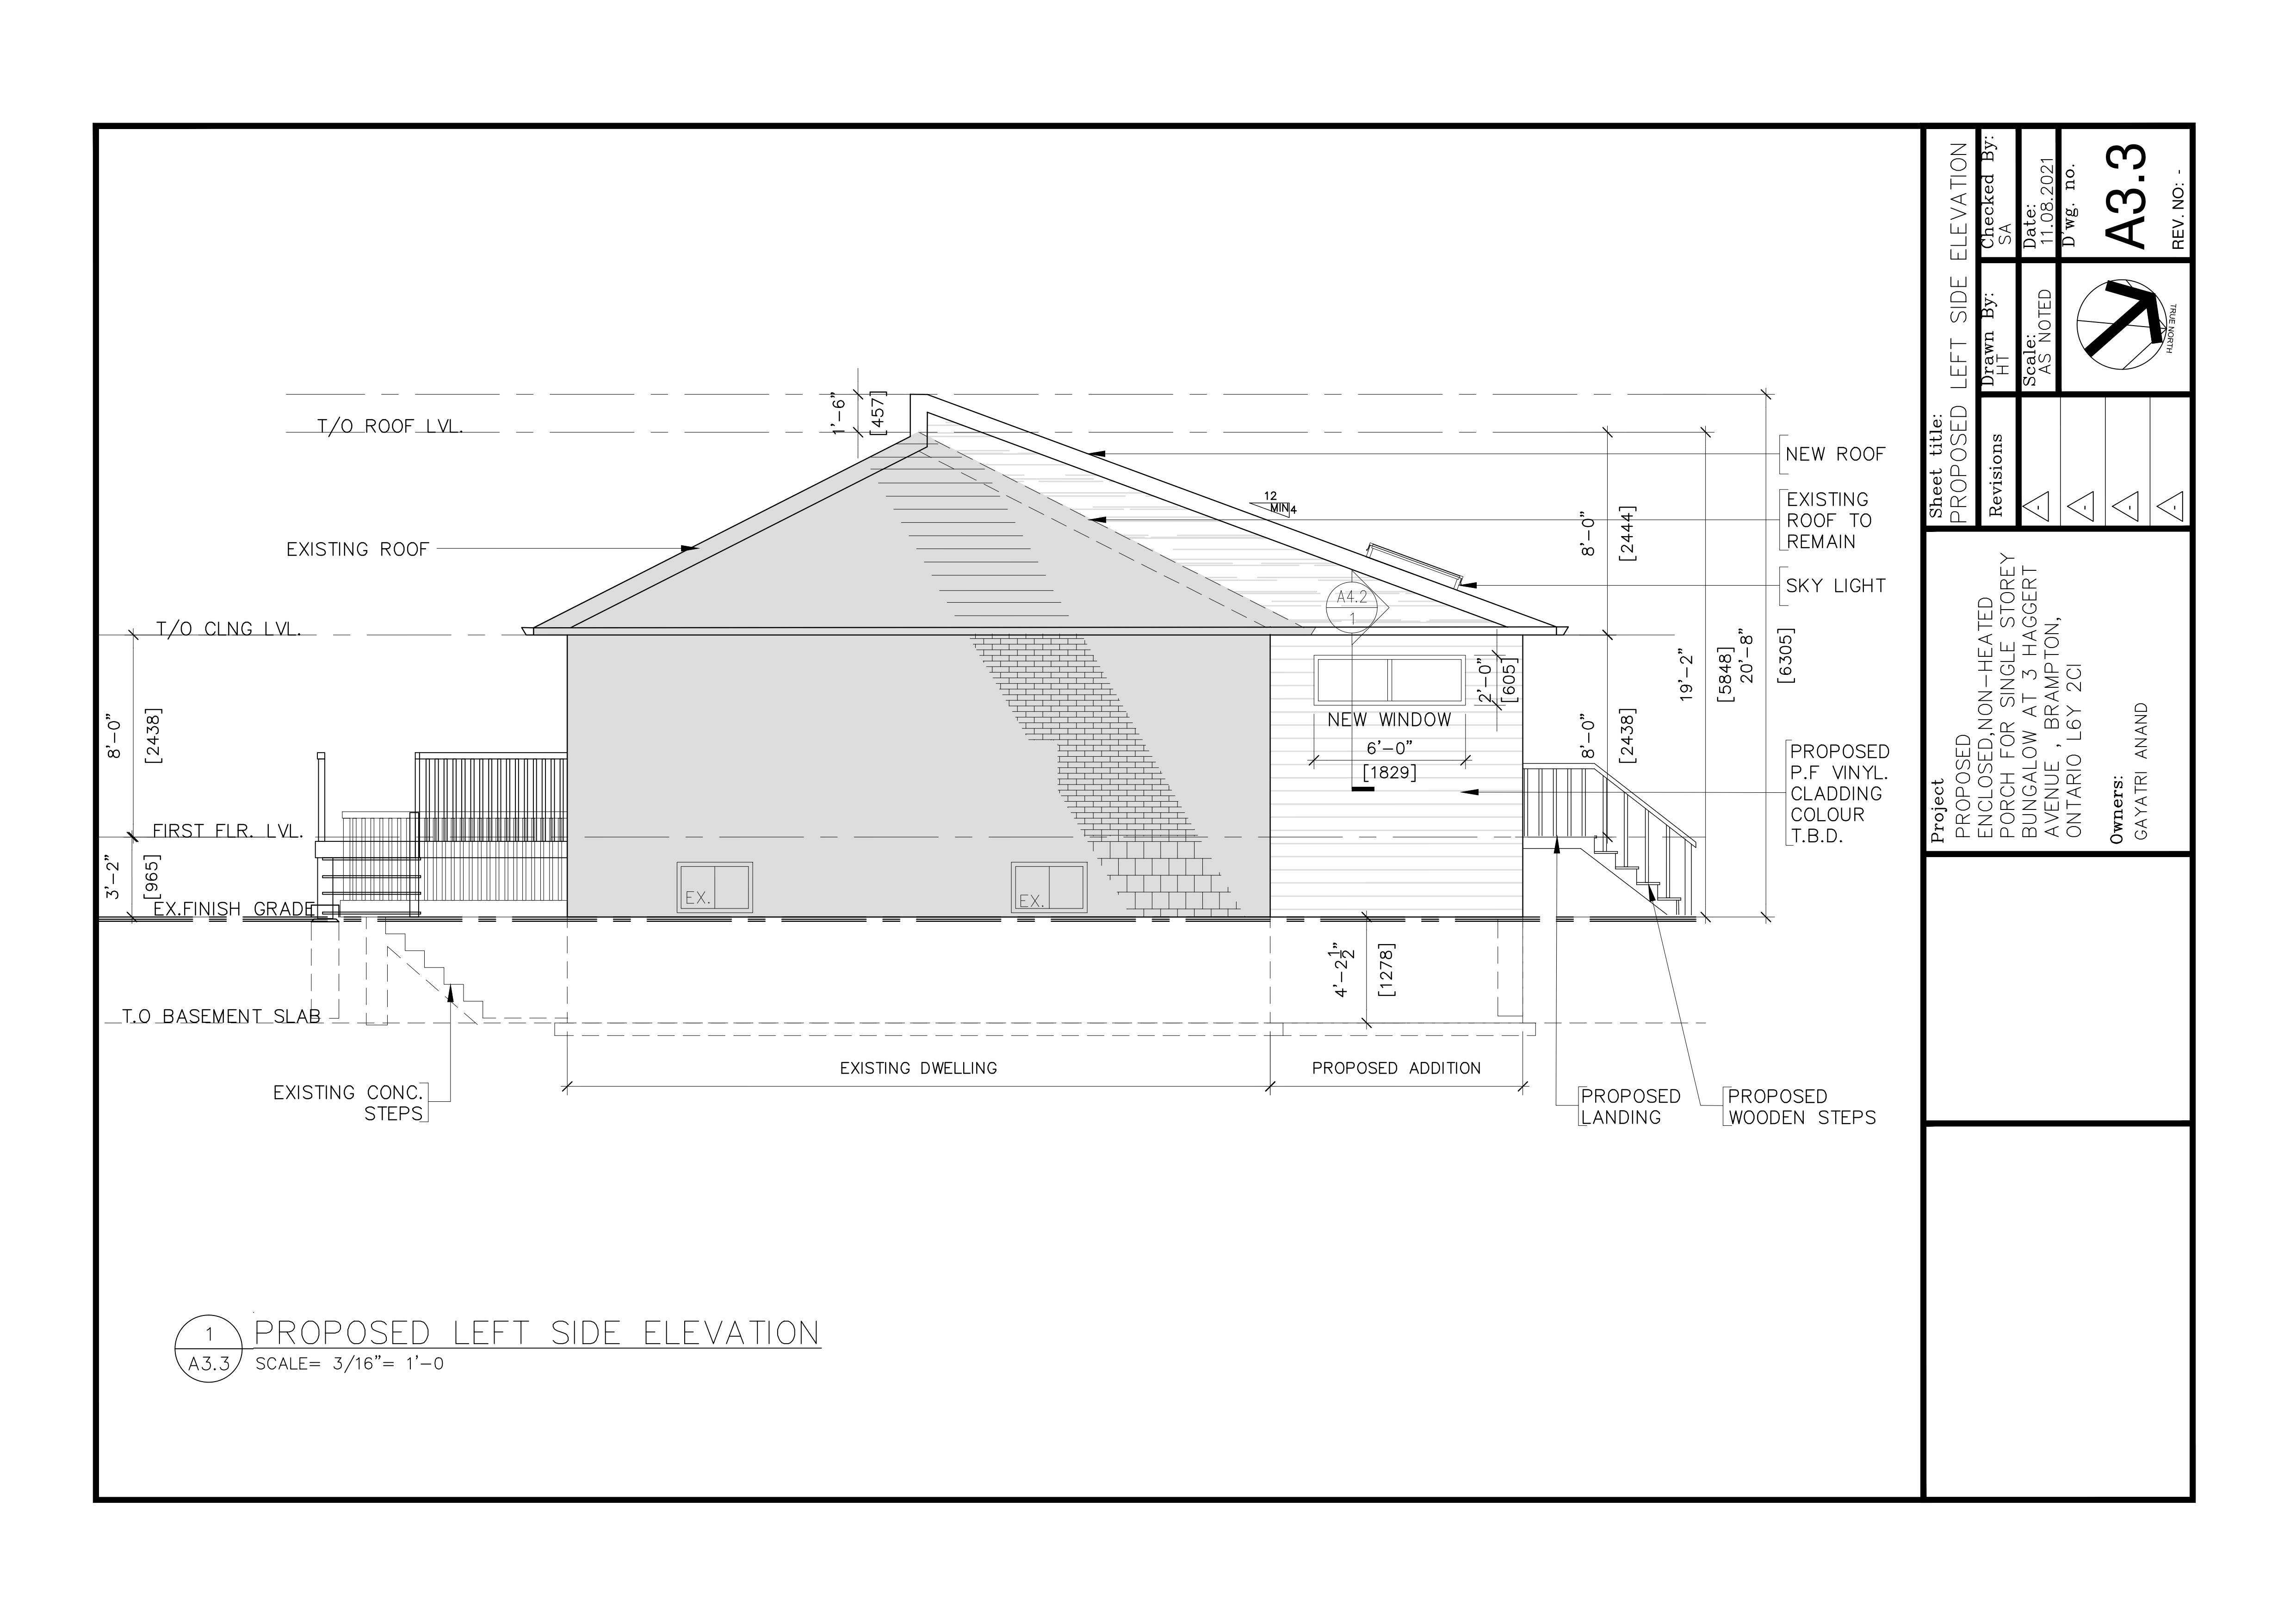 1'-6"
[457]
T/O ROOF LVL.
NEW ROOF
12
MIN 4
EXISTING
ROOF TO
REMAIN
8'-0"
[2444]
EXISTING ROOF
SKY LIGHT
A4.2
1
T/O CLNG LVL.
2'-0"
[605]
19'-2"
[5848]
20'-8"
[6305]
8'-0"
[2438]
NEW WINDOW
6'-0"
[1829]
8'-0"
[2438]
PROPOSED
P.F VINYL.
CLADDING
COLOUR
T.B.D.
FIRST FLR. LVL.
3'-2"
[965]
EX.
EX.
EX.FINISH GRADE
4'-2 1/2"
[1278]
T.O BASEMENT SLAB
EXISTING DWELLING
PROPOSED ADDITION
EXISTING CONC.
STEPS
PROPOSED
LANDING
PROPOSED
WOODEN STEPS
1
A3.3
PROPOSED LEFT SIDE ELEVATION
SCALE= 3/16"= 1'-0
Sheet title:
PROPOSED LEFT SIDE ELEVATION
Drawn By:
HT
Checked By:
SA
Scale:
AS NOTED
Date:
11.08.2021
D'wg. no.
A3.3
REV. NO: -
TRUE NORTH
Revisions
-
-
-
-
Project
PROPOSED
ENCLOSED,NON-HEATED
PORCH FOR SINGLE STOREY
BUNGALOW AT 3 HAGGERT
AVENUE , BRAMPTON,
ONTARIO L6Y 2CI
Owners:
GAYATRI ANAND